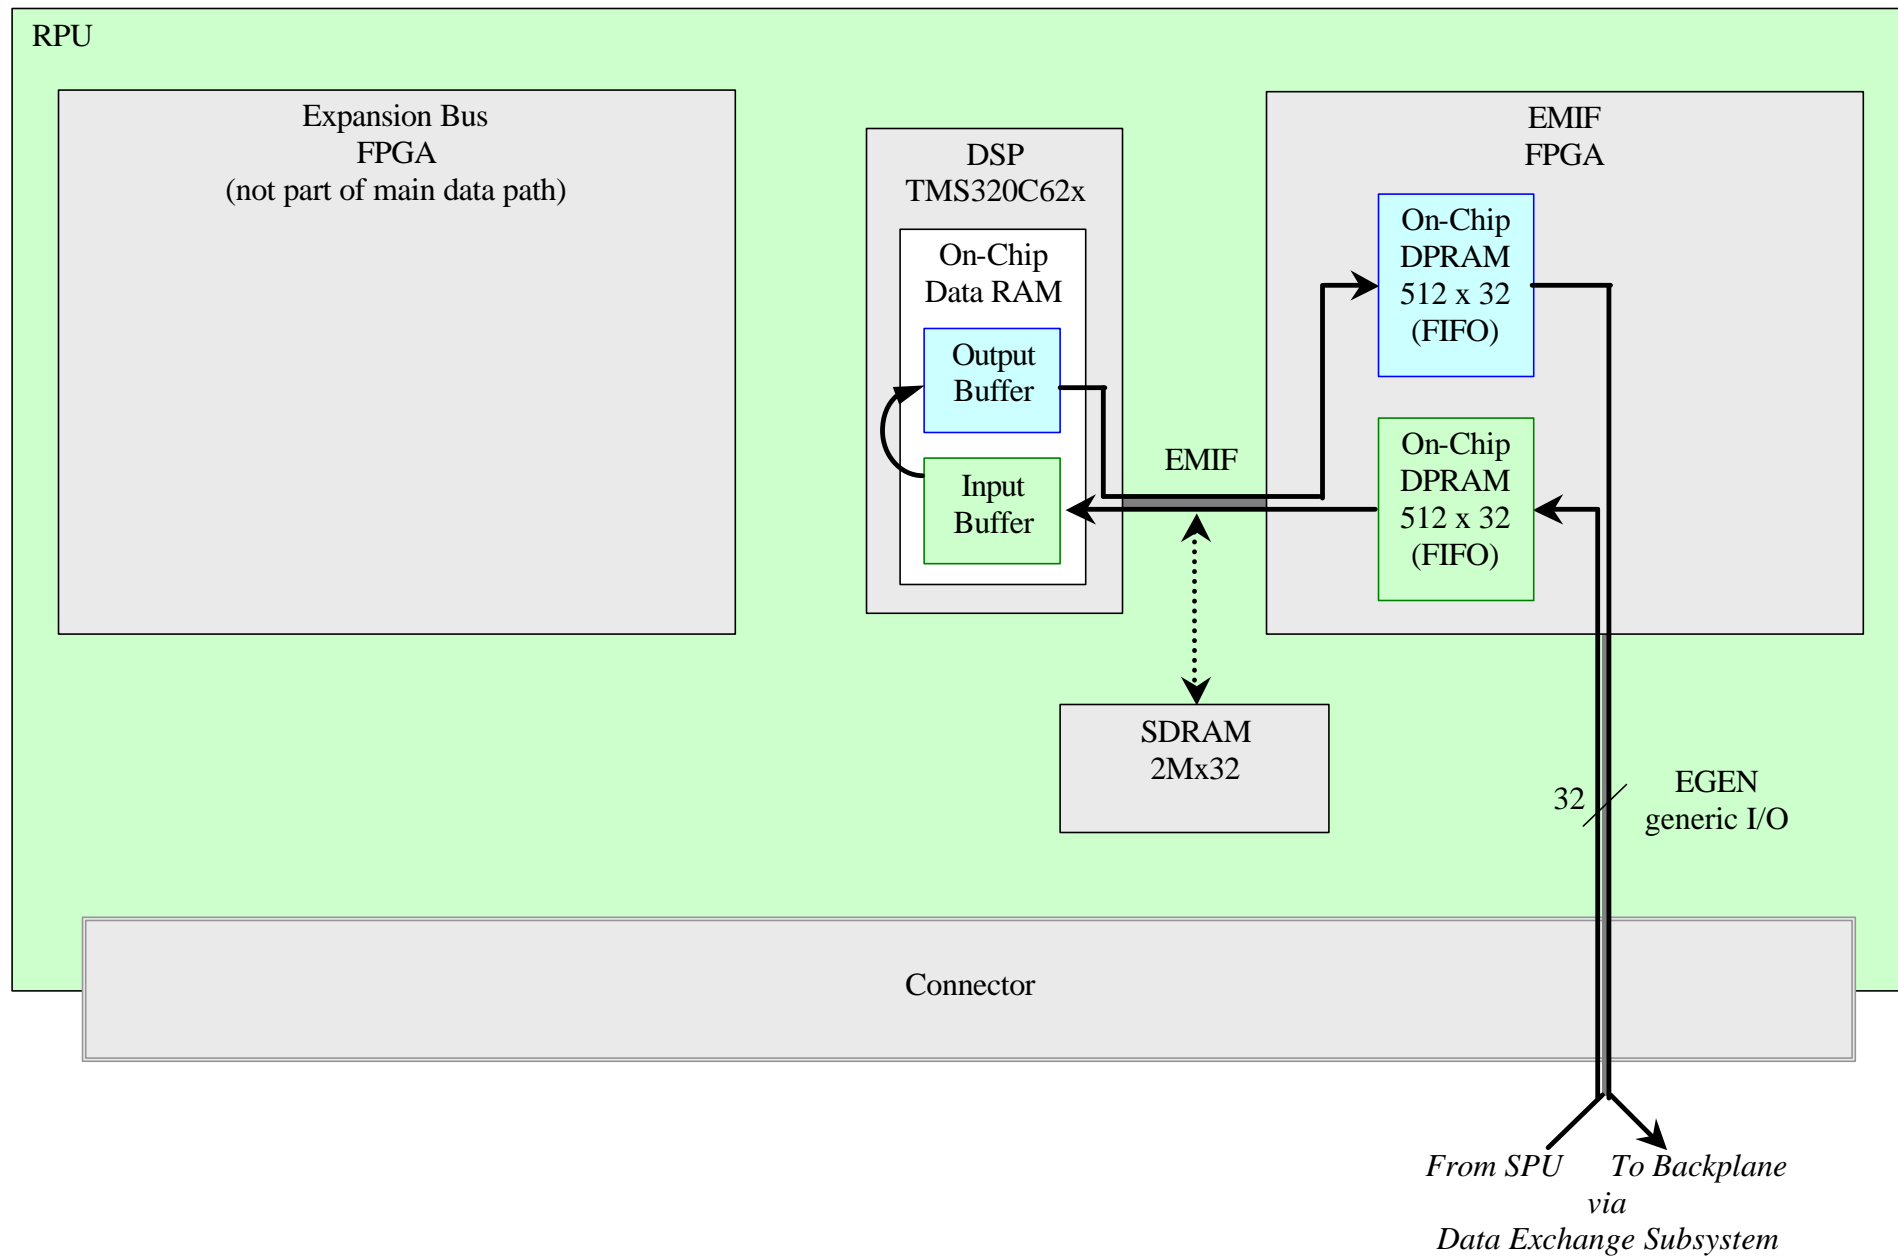 RPU
Expansion Bus
FPGA
(not part of main data path)
DSP
TMS320C62x
On-Chip
Data RAM
Output
Buffer
Input
Buffer
EMIF
EMIF
FPGA
On-Chip
DPRAM
512 x 32
(FIFO)
On-Chip
DPRAM
512 x 32
(FIFO)
SDRAM
2Mx32
32
EGEN
generic I/O
Connector
From SPU To Backplane
via
Data Exchange Subsystem